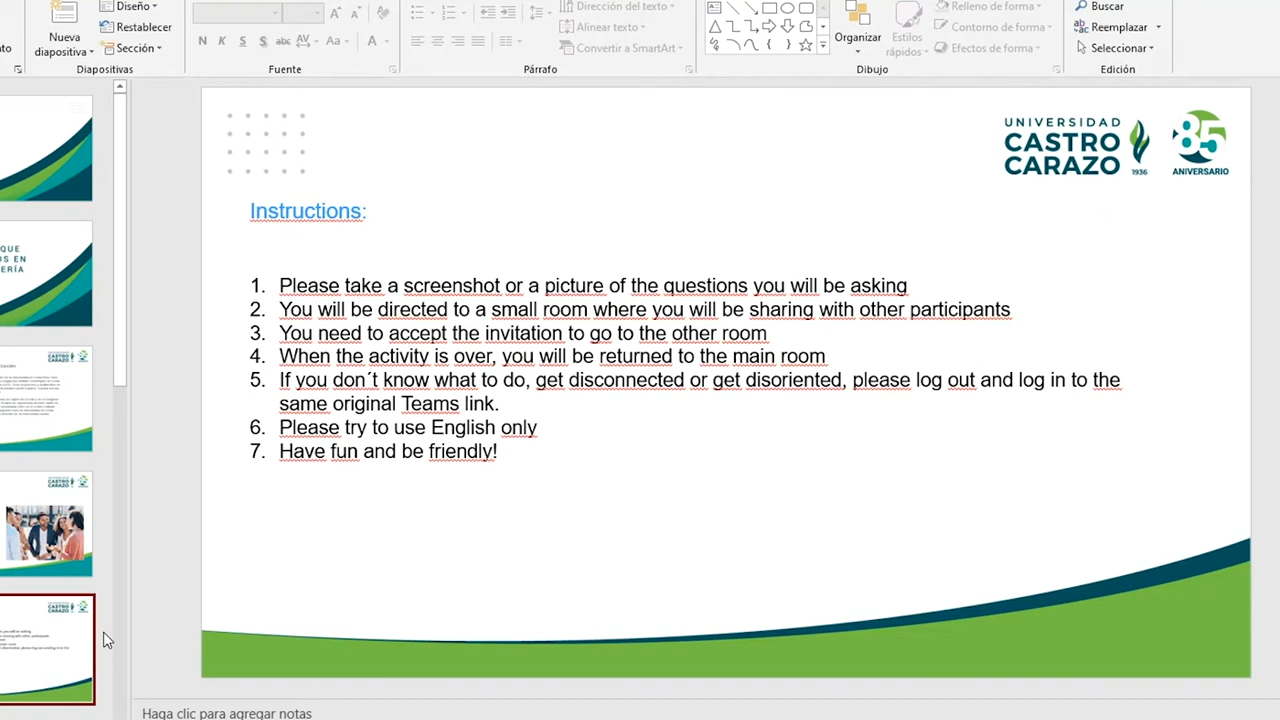 Diseño
Restablecer
Nueva
diapositiva
Sección
Diapositivas
N K S S abc AV Aa A
Fuente
Dirección del texto
Alinear texto
Convertir a SmartArt
Párrafo
Organizar
Estilos
rápidos
Relleno de forma
Contorno de forma
Efectos de forma
Dibujo
Buscar
Reemplazar
Seleccionar
Edición
QUE
OS EN
ERÍA
UNIVERSIDAD
CASTRO
CARAZO
1936
85
ANIVERSARIO
Instructions:
1. Please take a screenshot or a picture of the questions you will be asking
2. You will be directed to a small room where you will be sharing with other participants
3. You need to accept the invitation to go to the other room
4. When the activity is over, you will be returned to the main room
5. If you don´t know what to do, get disconnected or get disoriented, please log out and log in to the
same original Teams link.
6. Please try to use English only
7. Have fun and be friendly!
Haga clic para agregar notas